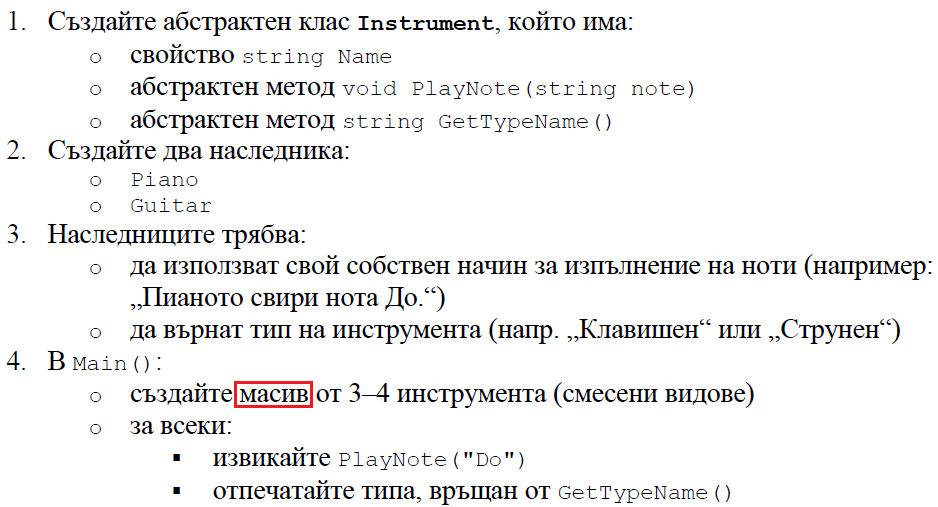 1. Създайте абстрактен клас Instrument, който има:
o свойство string Name
o абстрактен метод void PlayNote(string note)
o абстрактен метод string GetTypeName()
2. Създайте два наследника:
o Piano
o Guitar
3. Наследниците трябва:
o да използват свой собствен начин за изпълнение на ноти (например:
„Пианото свири нота До.“)
o да върнат тип на инструмента (напр. „Клавишен“ или „Струнен“)
4. В Main():
o създайте масив от 3–4 инструмента (смесени видове)
o за всеки:
▪ извикайте PlayNote("Do")
▪ отпечатайте типа, връщан от GetTypeName()